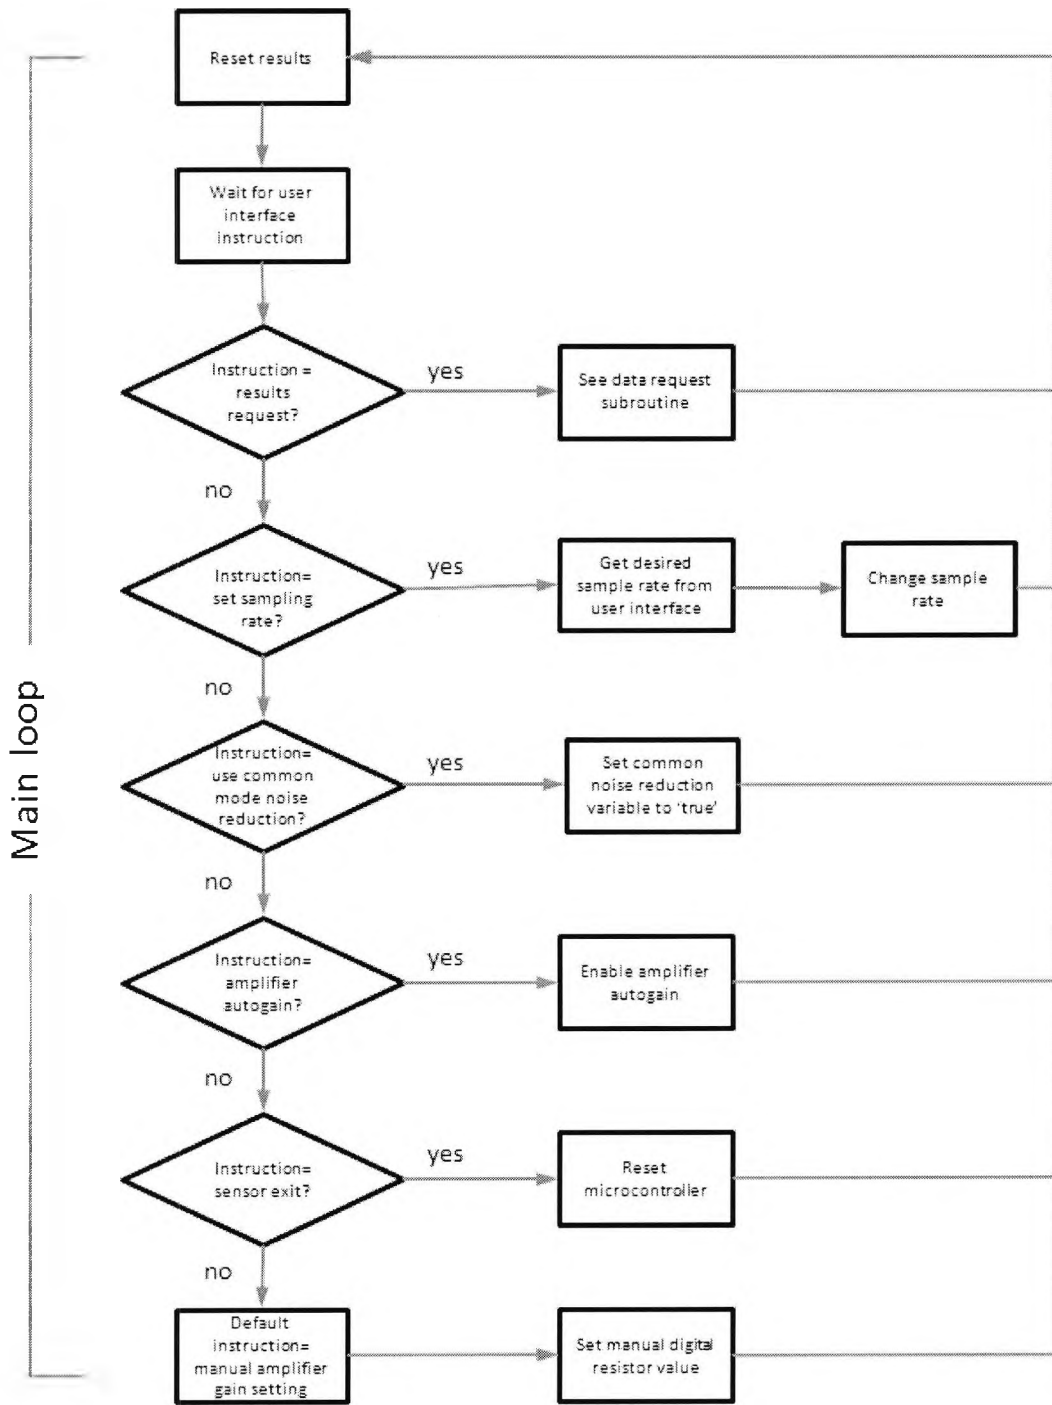 Reset results
Wait for user
interface
instruction
Instruction =
results
request?
yes
See data request
subroutine
no
Instruction=
set sampling
rate?
yes
Get desired
sample rate from
user interface
Change sample
rate
no
Instruction=
use common
mode noise
reduction?
yes
Set common
noise reduction
variable to 'true'
no
Instruction=
amplifier
autogain?
yes
Enable amplifier
autogain
no
Instruction=
sensor exit?
yes
Reset
microcontroller
no
Default
instruction=
manual amplifier
gain setting
Set manual digital
resistor value
Main loop